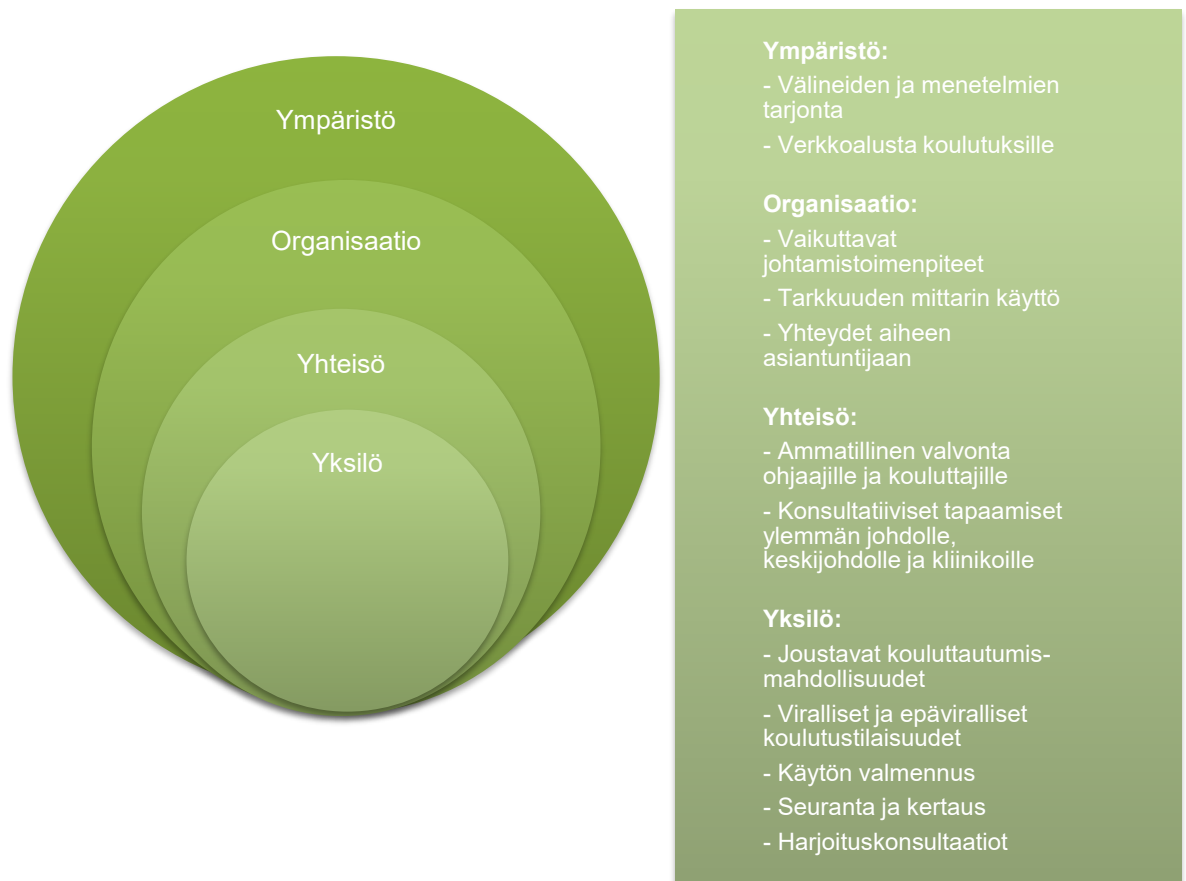 Ympäristö
Organisaatio
Yhteisö
Yksilö
Ympäristö:
- Välineiden ja menetelmien
tarjonta
- Verkkoalusta koulutuksille
Organisaatio:
- Vaikuttavat
johtamistoimenpiteet
- Tarkkuuden mittarin käyttö
- Yhteydet aiheen
asiantuntijaan
Yhteisö:
- Ammatillinen valvonta
ohjaajille ja kouluttajille
- Konsultatiiviset tapaamiset
ylemmän johdolle,
keskijohdolle ja kliinikoille
Yksilö:
- Joustavat kouluttautumis-
mahdollisuudet
- Viralliset ja epäviralliset
koulutustilaisuudet
- Käytön valmennus
- Seuranta ja kertaus
- Harjoituskonsultaatiot